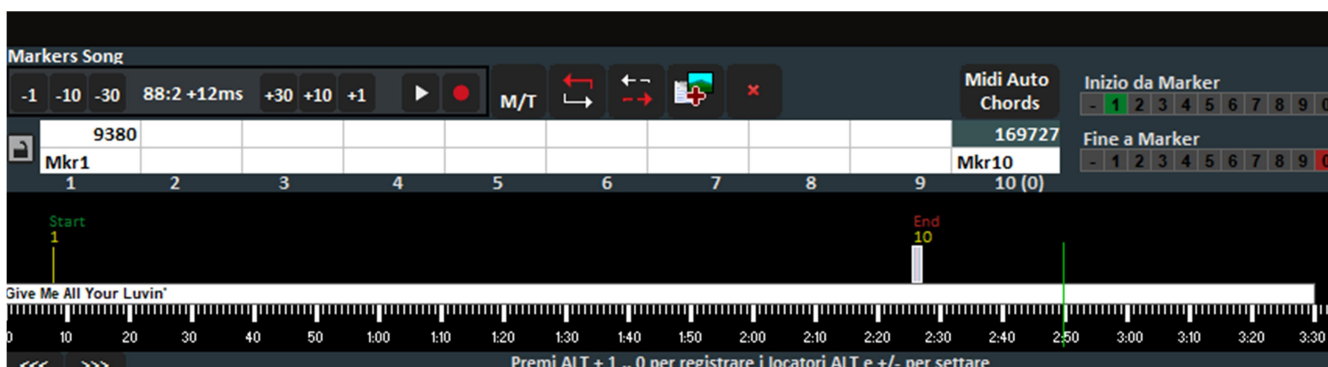 Markers Song
-1 -10 -30 88:2 +12ms +30 +10 +1 M/T Midi Auto Chords
Inizio da Marker
- 1 2 3 4 5 6 7 8 9 0
9380 169727
Fine a Marker
- 1 2 3 4 5 6 7 8 9 0
Mkr1 Mkr10
1 2 3 4 5 6 7 8 9 10 (0)
Start End
1 10
Give Me All Your Luvin'
0 10 20 30 40 50 1:00 1:10 1:20 1:30 1:40 1:50 2:00 2:10 2:20 2:30 2:40 2:50 3:00 3:10 3:20 3:30
<<< >>> Premi ALT + 1 .. 0 per registrare i locatori ALT e +/- per settare